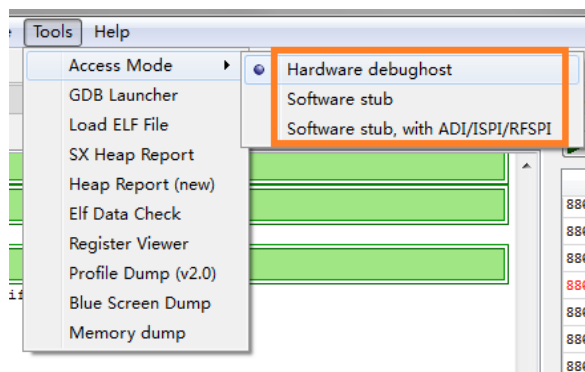 Tools Help
Access Mode
GDB Launcher
Load ELF File
SX Heap Report
Heap Report (new)
Elf Data Check
Register Viewer
Profile Dump (v2.0)
Blue Screen Dump
Memory dump
Hardware debughost
Software stub
Software stub, with ADI/ISPI/RFSPI